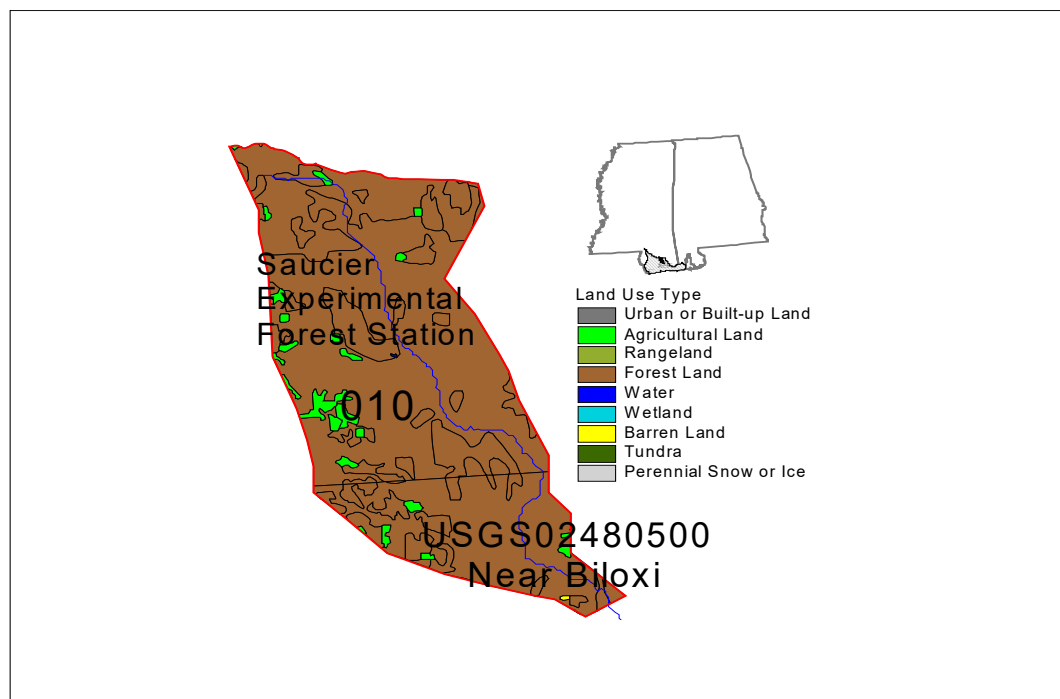 Saucier
Experimental
Forest Station
010
USGS02480500
Near Biloxi
Land Use Type
Urban or Built-up Land
Agricultural Land
Rangeland
Forest Land
Water
Wetland
Barren Land
Tundra
Perennial Snow or Ice